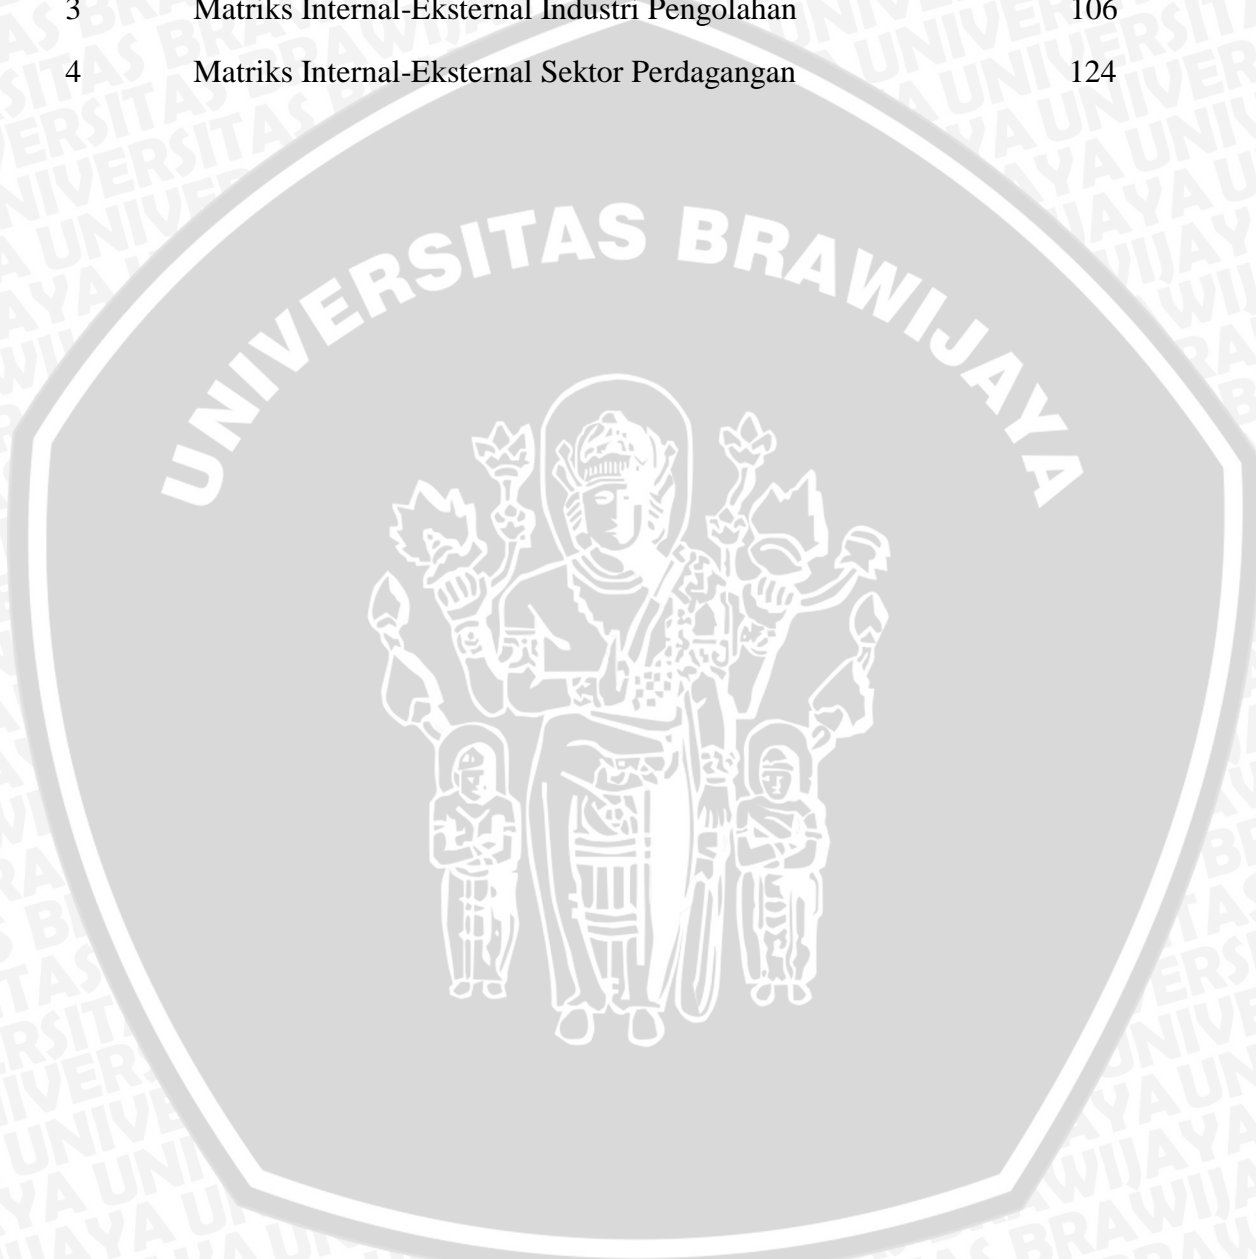 3 Matriks Internal-Eksternal Industri Pengolahan 106
4 Matriks Internal-Eksternal Sektor Perdagangan 124
UNIVERSITAS BRAWIJAYA